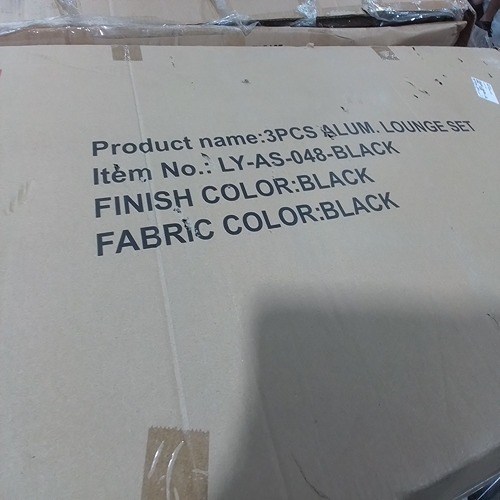 Product name:3PCS ALUM. LOUNGE SET
Item No.: LY-AS-048-BLACK
FINISH COLOR:BLACK
FABRIC COLOR:BLACK